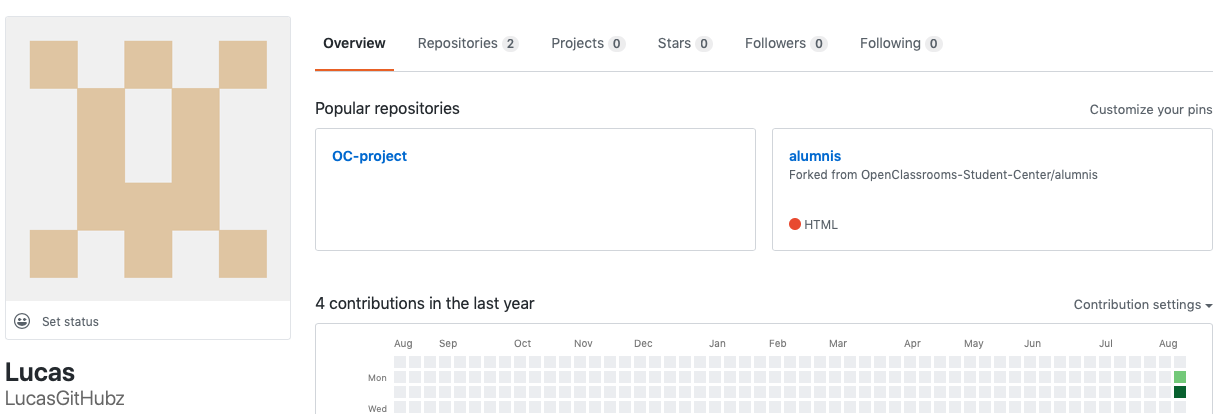 Overview Repositories 2 Projects 0 Stars 0 Followers 0 Following 0
Popular repositories Customize your pins
OC-project
alumnis
Forked from OpenClassrooms-Student-Center/alumnis
HTML
Set status
4 contributions in the last year Contribution settings
Aug Sep Oct Nov Dec Jan Feb Mar Apr May Jun Jul Aug
Mon
Wed
Lucas
LucasGitHubz